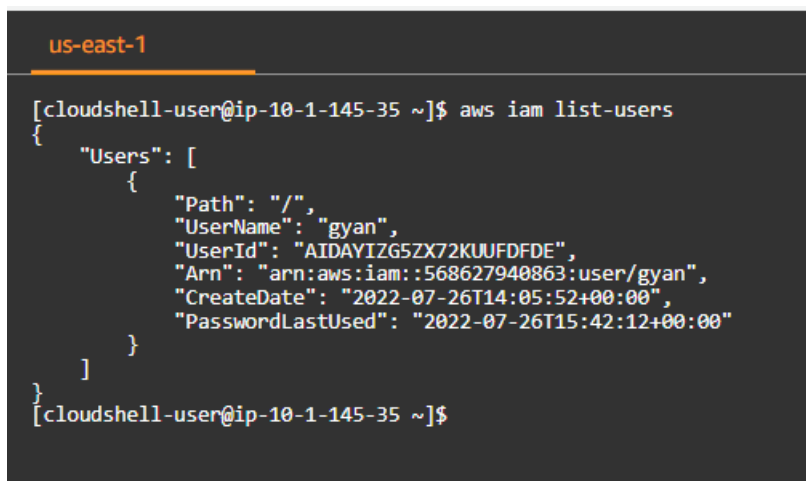 us-east-1
[cloudshell-user@ip-10-1-145-35 ~]$ aws iam list-users
{
    "Users": [
        {
            "Path": "/",
            "UserName": "gyan",
            "UserId": "AIDAYIZG5ZX72KUUFDFDE",
            "Arn": "arn:aws:iam::568627940863:user/gyan",
            "CreateDate": "2022-07-26T14:05:52+00:00",
            "PasswordLastUsed": "2022-07-26T15:42:12+00:00"
        }
    ]
}
[cloudshell-user@ip-10-1-145-35 ~]$